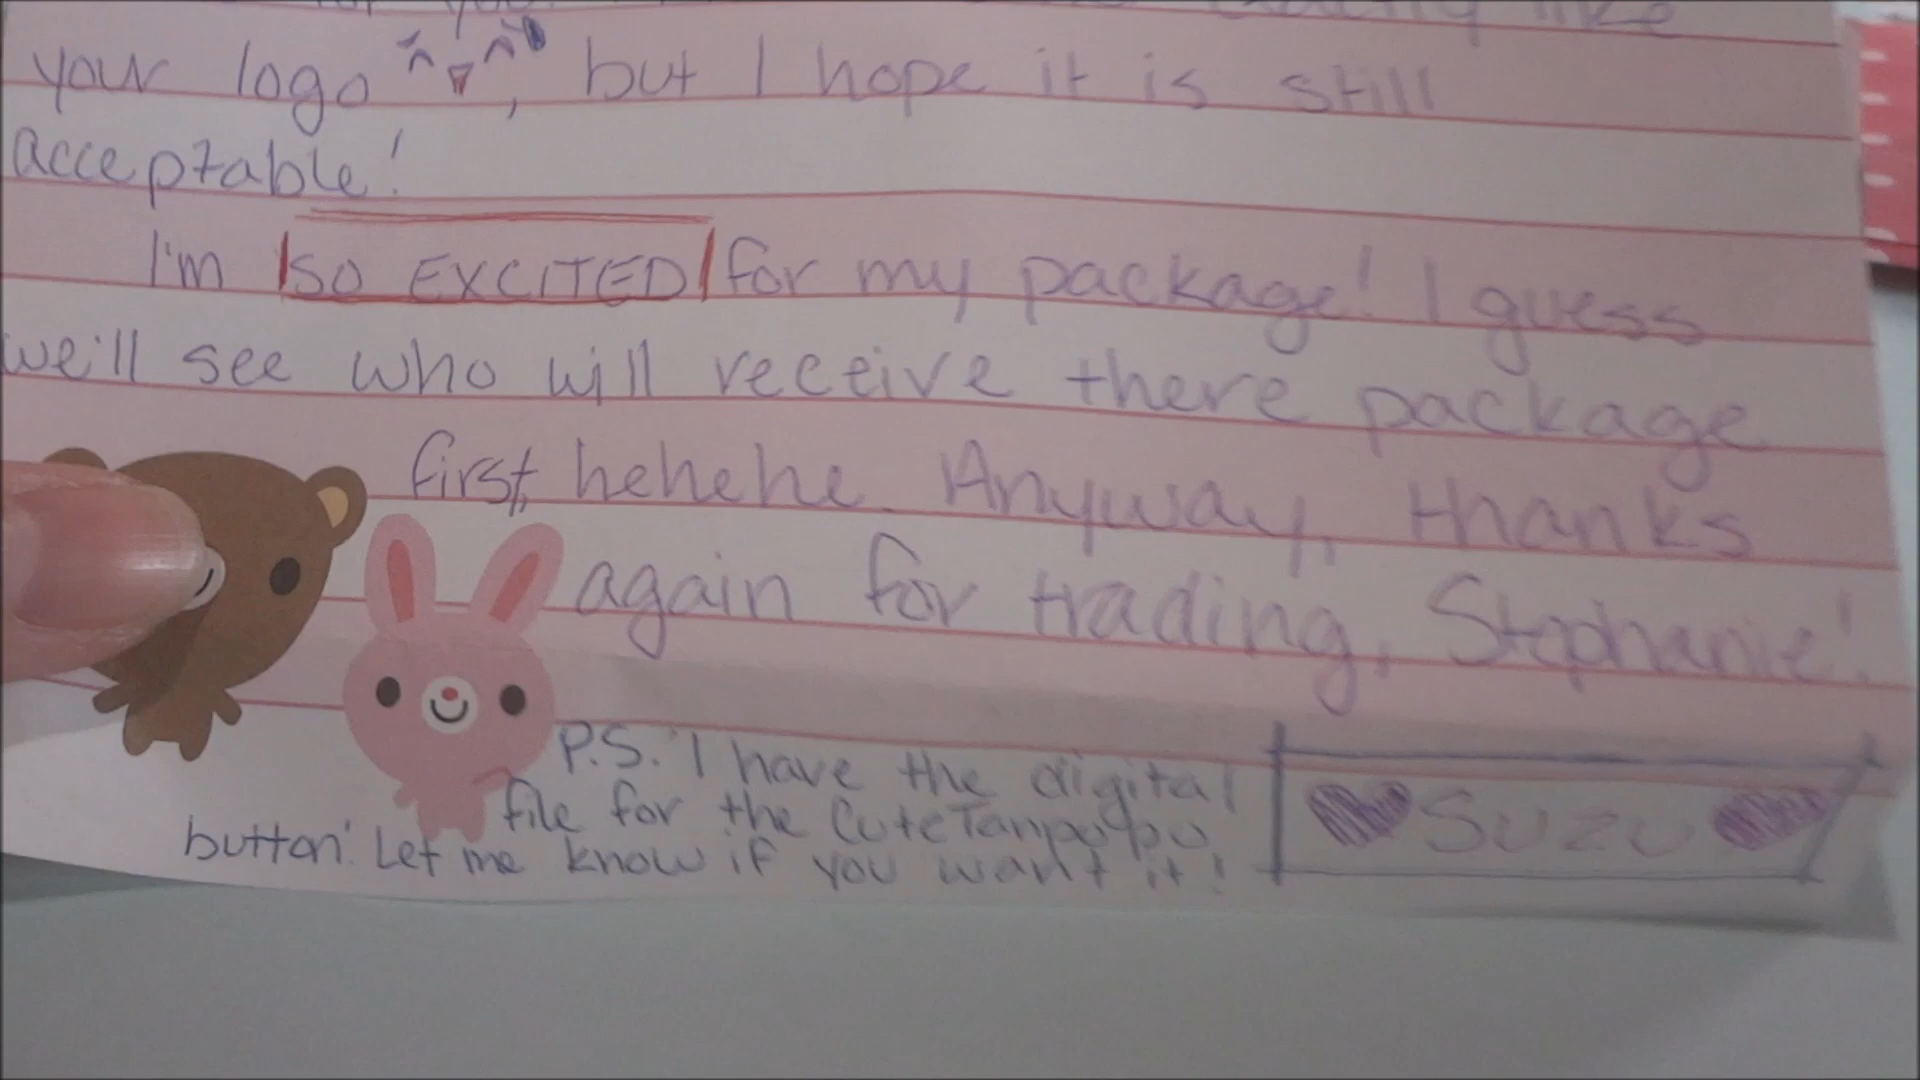 like
your logo , but I hope it is still
acceptable!
I'm SO EXCITED for my package! I guess
we'll see who will receive there package
first, hehehe. Anyway, thanks
again for trading, Stephanie!
P.S. I have the digital
file for the CuteTanpopo
button! Let me know if you want it!
Suzu